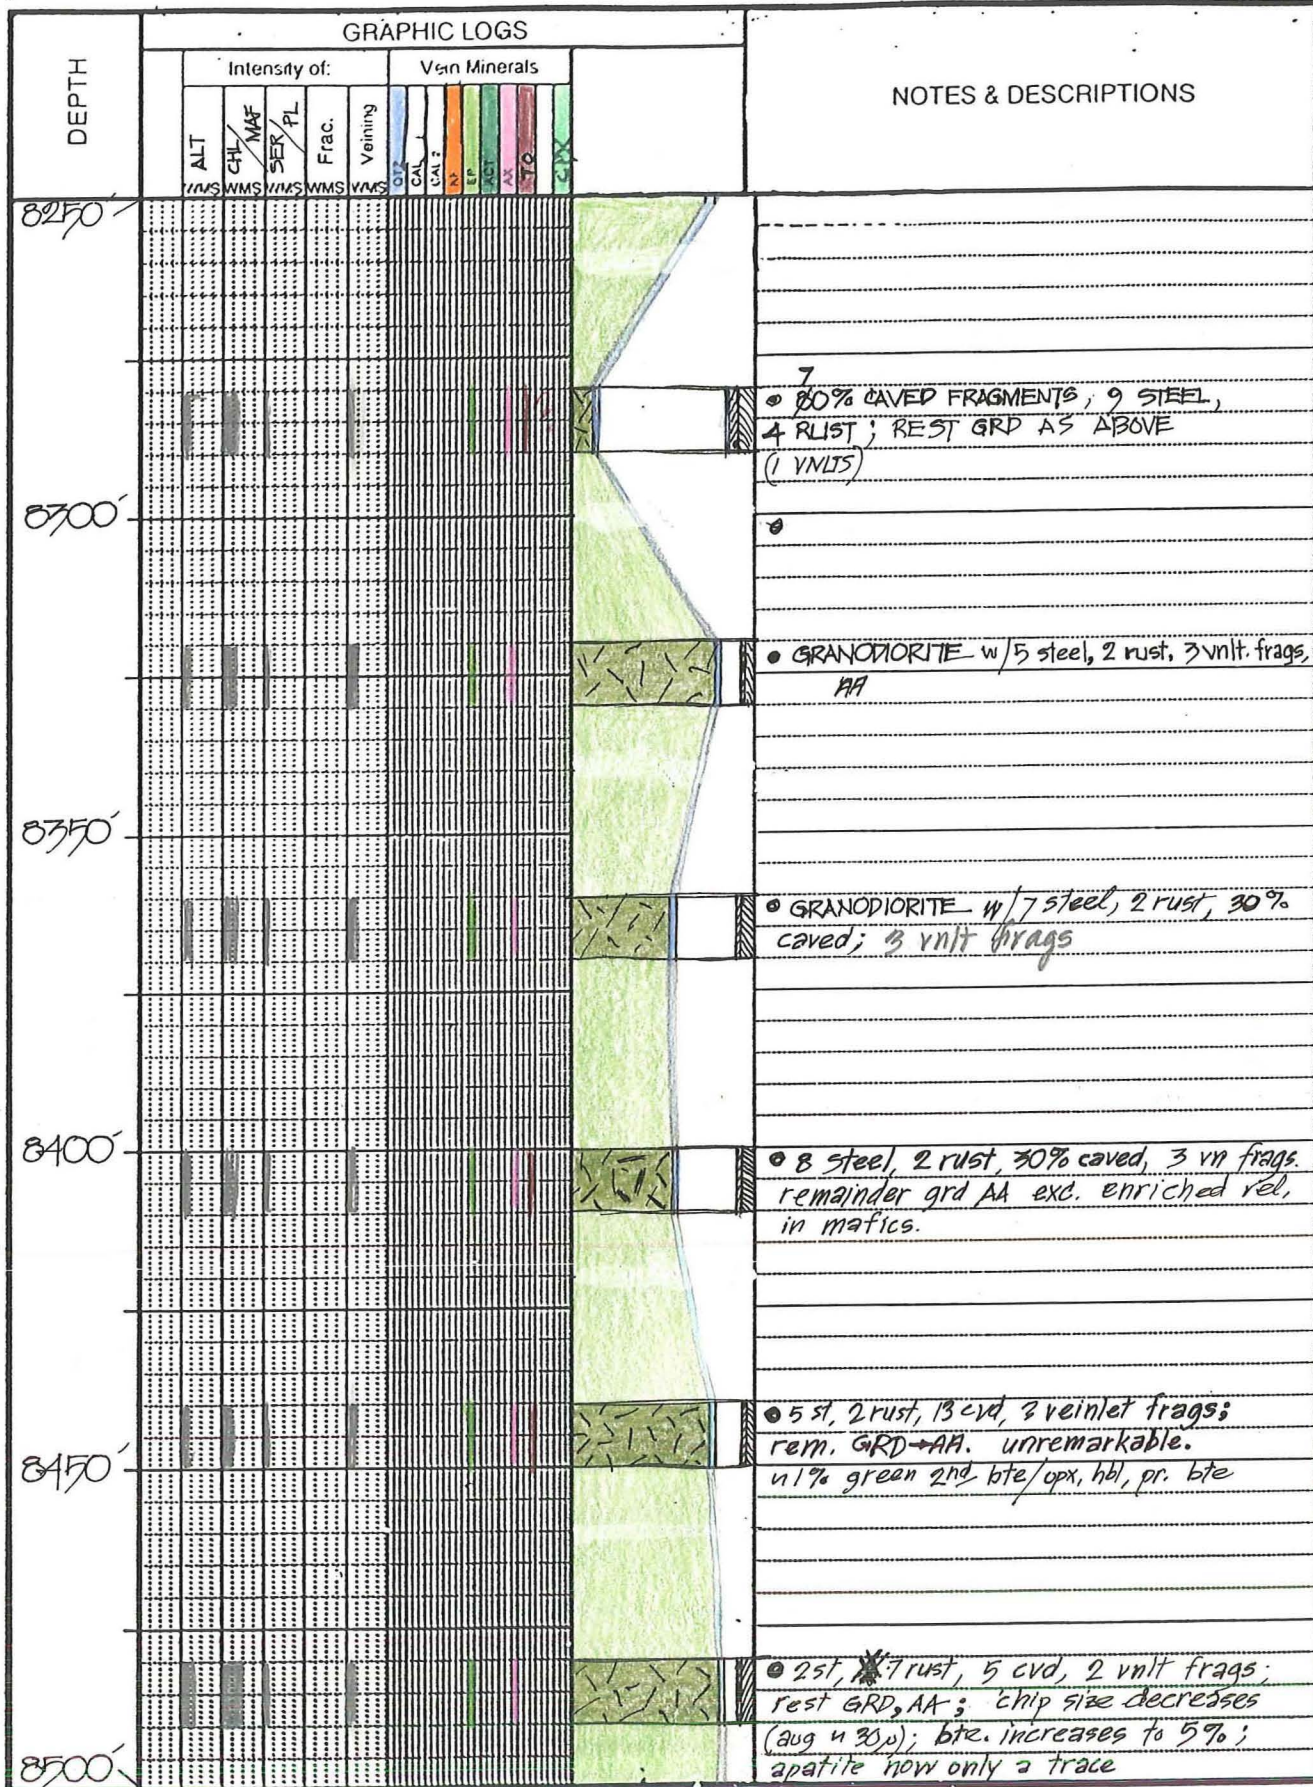 GRAPHIC LOGS
DEPTH
Intensity of:
Vein Minerals
NOTES & DESCRIPTIONS
ALT
CHL/MAF
SER/PL
Frac.
Veining
QTZ
CAL 1
CAL 2
EP
ACT
AX
TO
CPX
WMS WMS WMS WMS WMS
8250'
7
• 80% CAVED FRAGMENTS, 9 STEEL,
4 RUST; REST GRD AS ABOVE
(1 VNLTS)
8300'
• GRANODIORITE w/5 steel, 2 rust, 3 vnlt. frags,
AA
8350'
• GRANODIORITE w/7 steel, 2 rust, 30%
caved; 3 vnlt frags
8400'
• 8 steel, 2 rust, 30% caved, 3 vn frags.
remainder grd AA exc. enriched rel,
in mafics.
• 5 st, 2 rust, 13 cvd, 3 veinlet frags;
rem. GRD→AA. unremarkable.
8450'
~1% green 2nd bte/opx, hbl, pr. bte
• 2st, 7 rust, 5 cvd, 2 vnlt frags;
rest GRD, AA; chip size decreases
(avg ~ 30µ); bte. increases to 5%;
8500'
apatite now only a trace